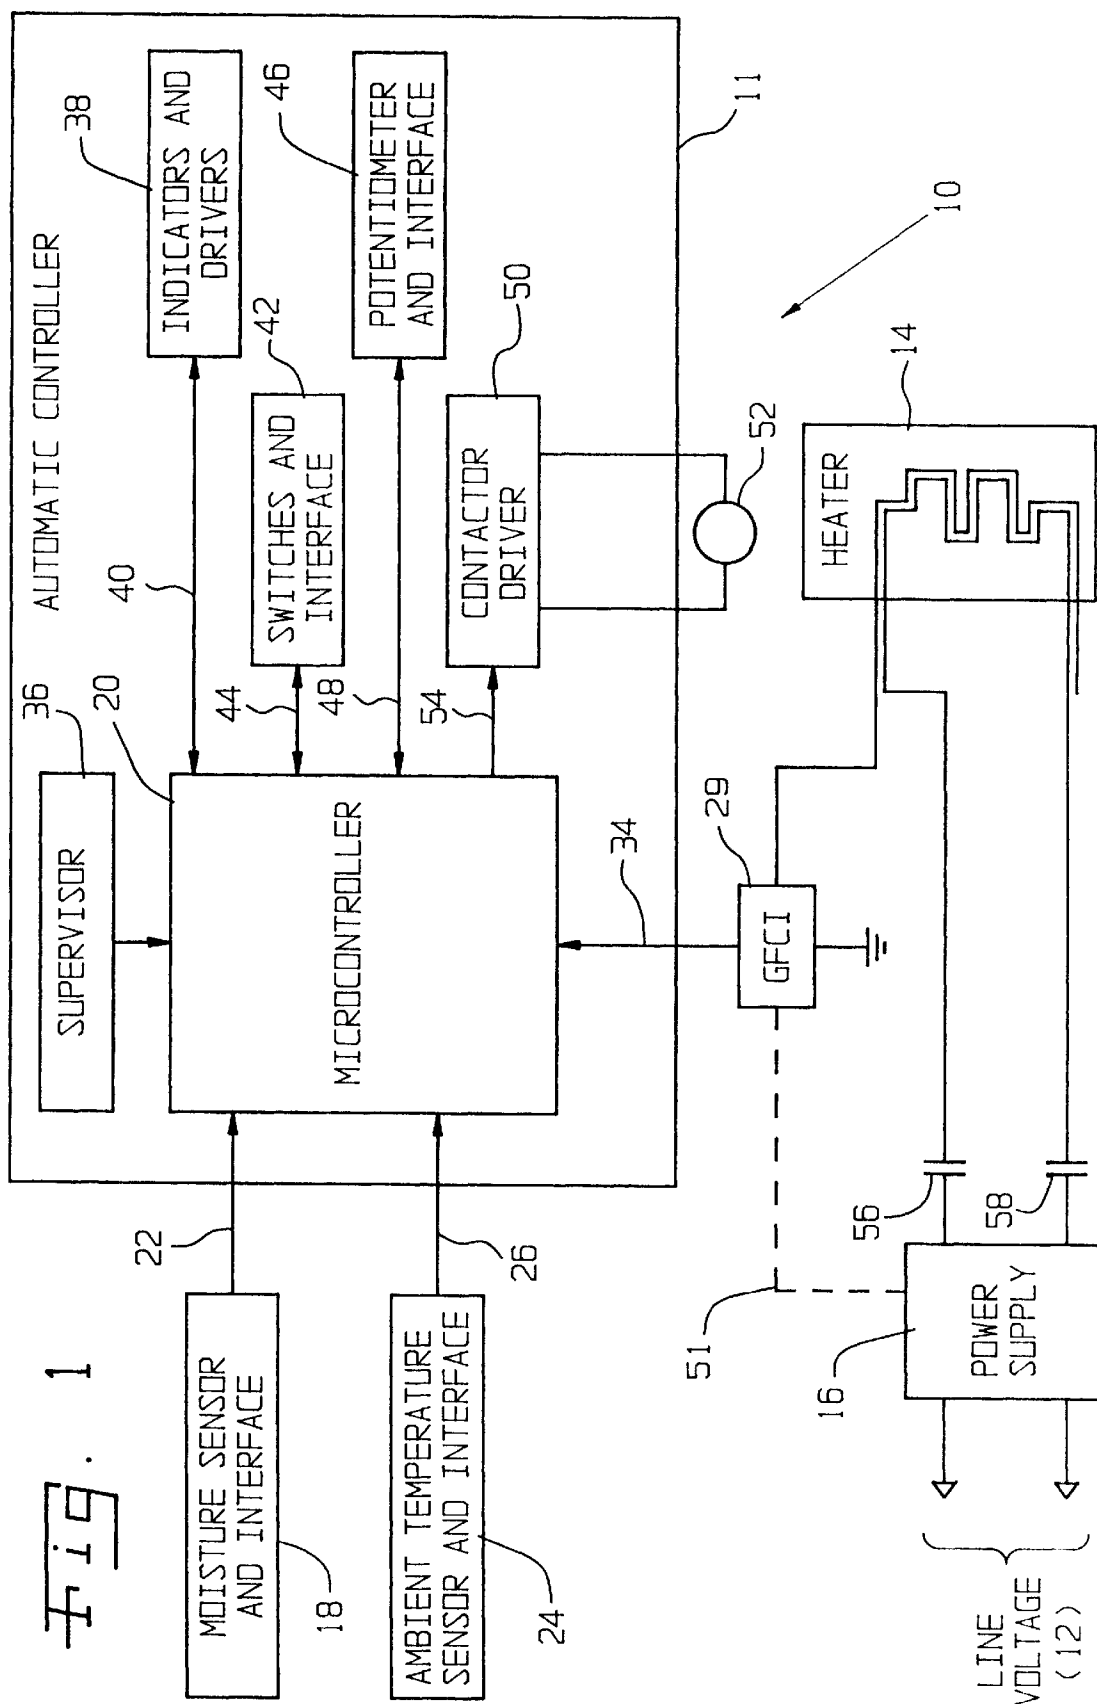 Fig. 1
AUTOMATIC CONTROLLER
SUPERVISOR
36
20
MICROCONTROLLER
40
38
INDICATORS AND
DRIVERS
44
42
SWITCHES AND
INTERFACE
48
46
POTENTIOMETER
AND INTERFACE
54
50
CONTACTOR
DRIVER
52
11
10
22
MOISTURE SENSOR
AND INTERFACE
18
26
AMBIENT TEMPERATURE
SENSOR AND INTERFACE
24
34
29
GFCI
51
14
HEATER
56
58
16
POWER
SUPPLY
LINE
VOLTAGE
(12)